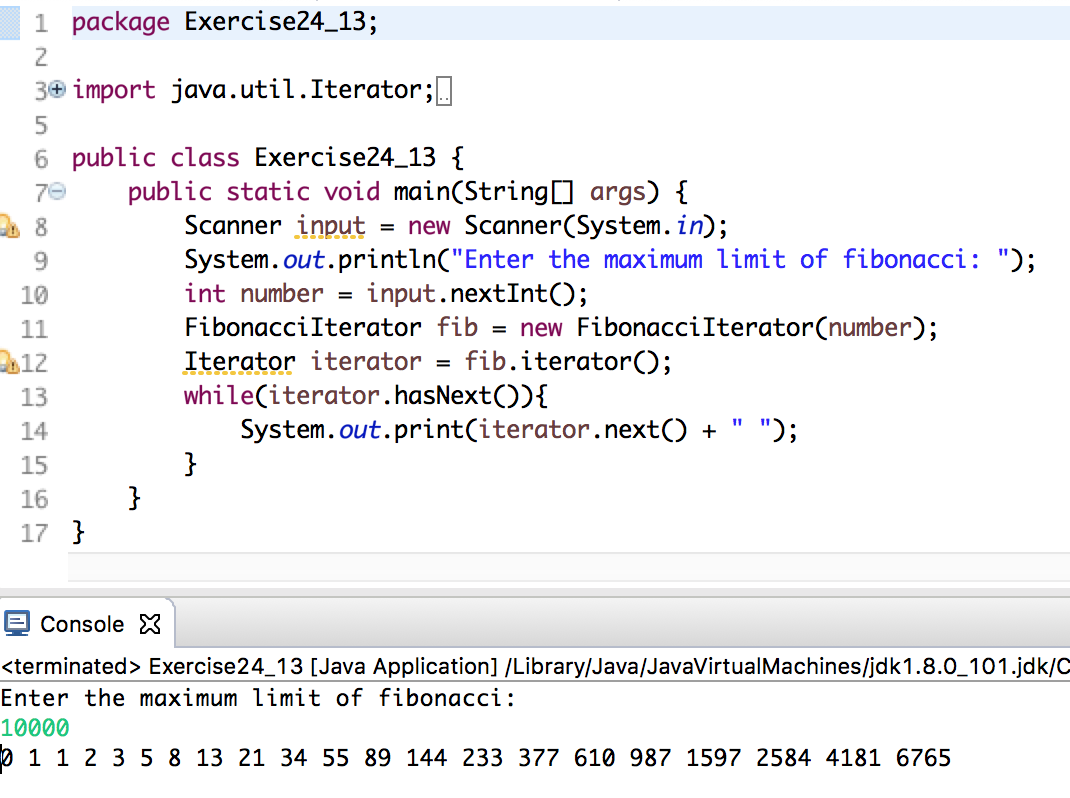 1 package Exercise24_13;
2
3 import java.util.Iterator;
5
6 public class Exercise24_13 {
7     public static void main(String[] args) {
8         Scanner input = new Scanner(System.in);
9         System.out.println("Enter the maximum limit of fibonacci: ");
10         int number = input.nextInt();
11         FibonacciIterator fib = new FibonacciIterator(number);
12         Iterator iterator = fib.iterator();
13         while(iterator.hasNext()){
14             System.out.print(iterator.next() + " ");
15         }
16     }
17 }
Console
<terminated> Exercise24_13 [Java Application] /Library/Java/JavaVirtualMachines/jdk1.8.0_101.jdk/C
Enter the maximum limit of fibonacci:
10000
0 1 1 2 3 5 8 13 21 34 55 89 144 233 377 610 987 1597 2584 4181 6765